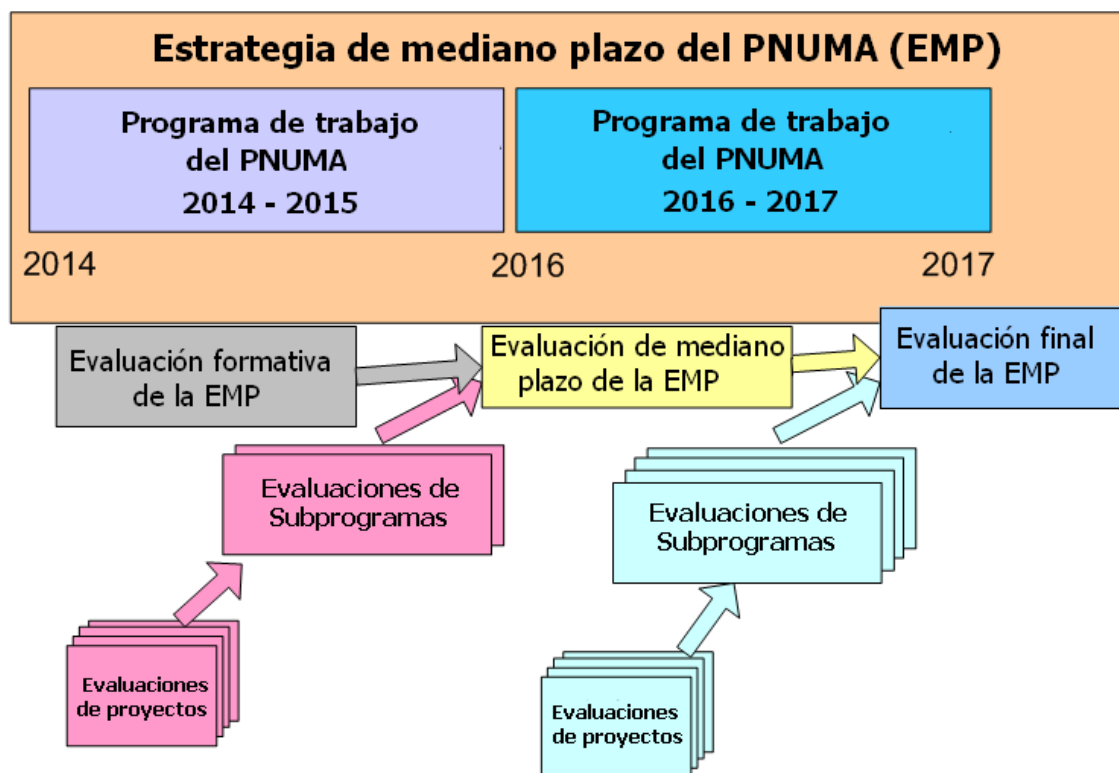 Estrategia de mediano plazo del PNUMA (EMP)
Programa de trabajo
del PNUMA
2014 - 2015
Programa de trabajo
del PNUMA
2016 - 2017
2014
2016
2017
Evaluación formativa
de la EMP
Evaluación de mediano
plazo de la EMP
Evaluación final
de la EMP
Evaluaciones de
Subprogramas
Evaluaciones de
Subprogramas
Evaluaciones
de proyectos
Evaluaciones
de proyectos